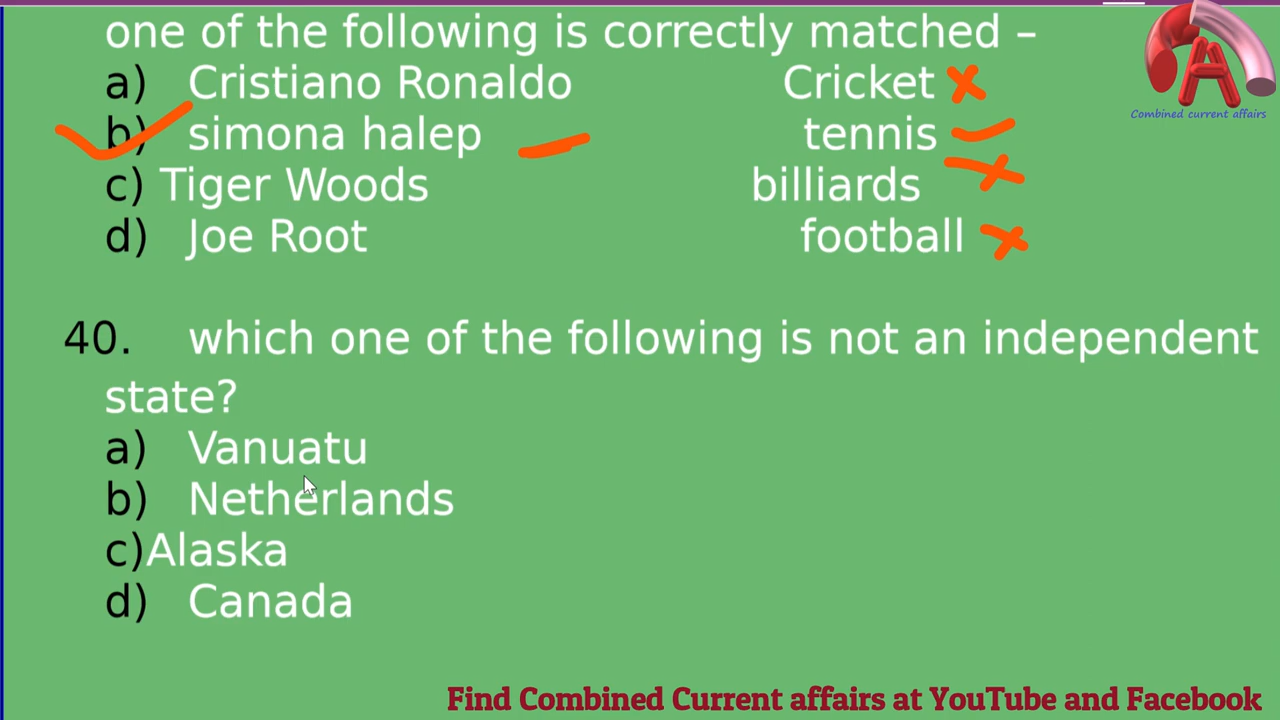 one of the following is correctly matched –
a) Cristiano Ronaldo Cricket
b) simona halep tennis
c) Tiger Woods billiards
d) Joe Root football
40. which one of the following is not an independent
state?
a) Vanuatu
b) Netherlands
c)Alaska
d) Canada
A
Combined current affairs
Find Combined Current affairs at YouTube and Facebook